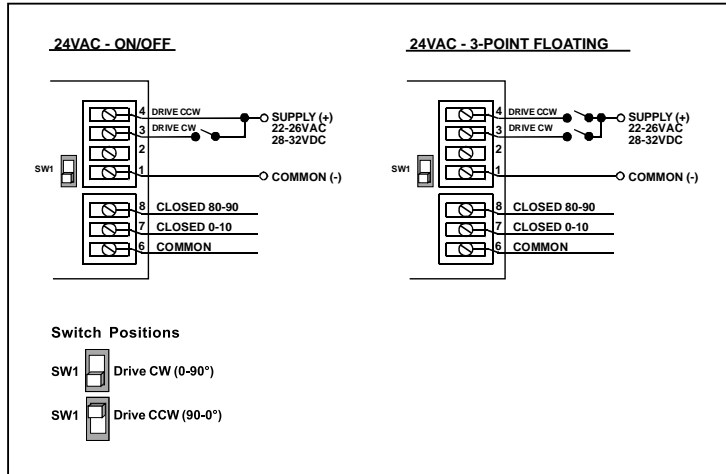 24VAC - ON/OFF
4 DRIVE CCW
SUPPLY (+)
22-26VAC
28-32VDC
3 DRIVE CW
2
SW1
1
COMMON (-)
8 CLOSED 80-90
7 CLOSED 0-10
6 COMMON
24VAC - 3-POINT FLOATING
4 DRIVE CCW
SUPPLY (+)
22-26VAC
28-32VDC
3 DRIVE CW
2
SW1
1
COMMON (-)
8 CLOSED 80-90
7 CLOSED 0-10
6 COMMON
Switch Positions
SW1 Drive CW (0-90°)
SW1 Drive CCW (90-0°)